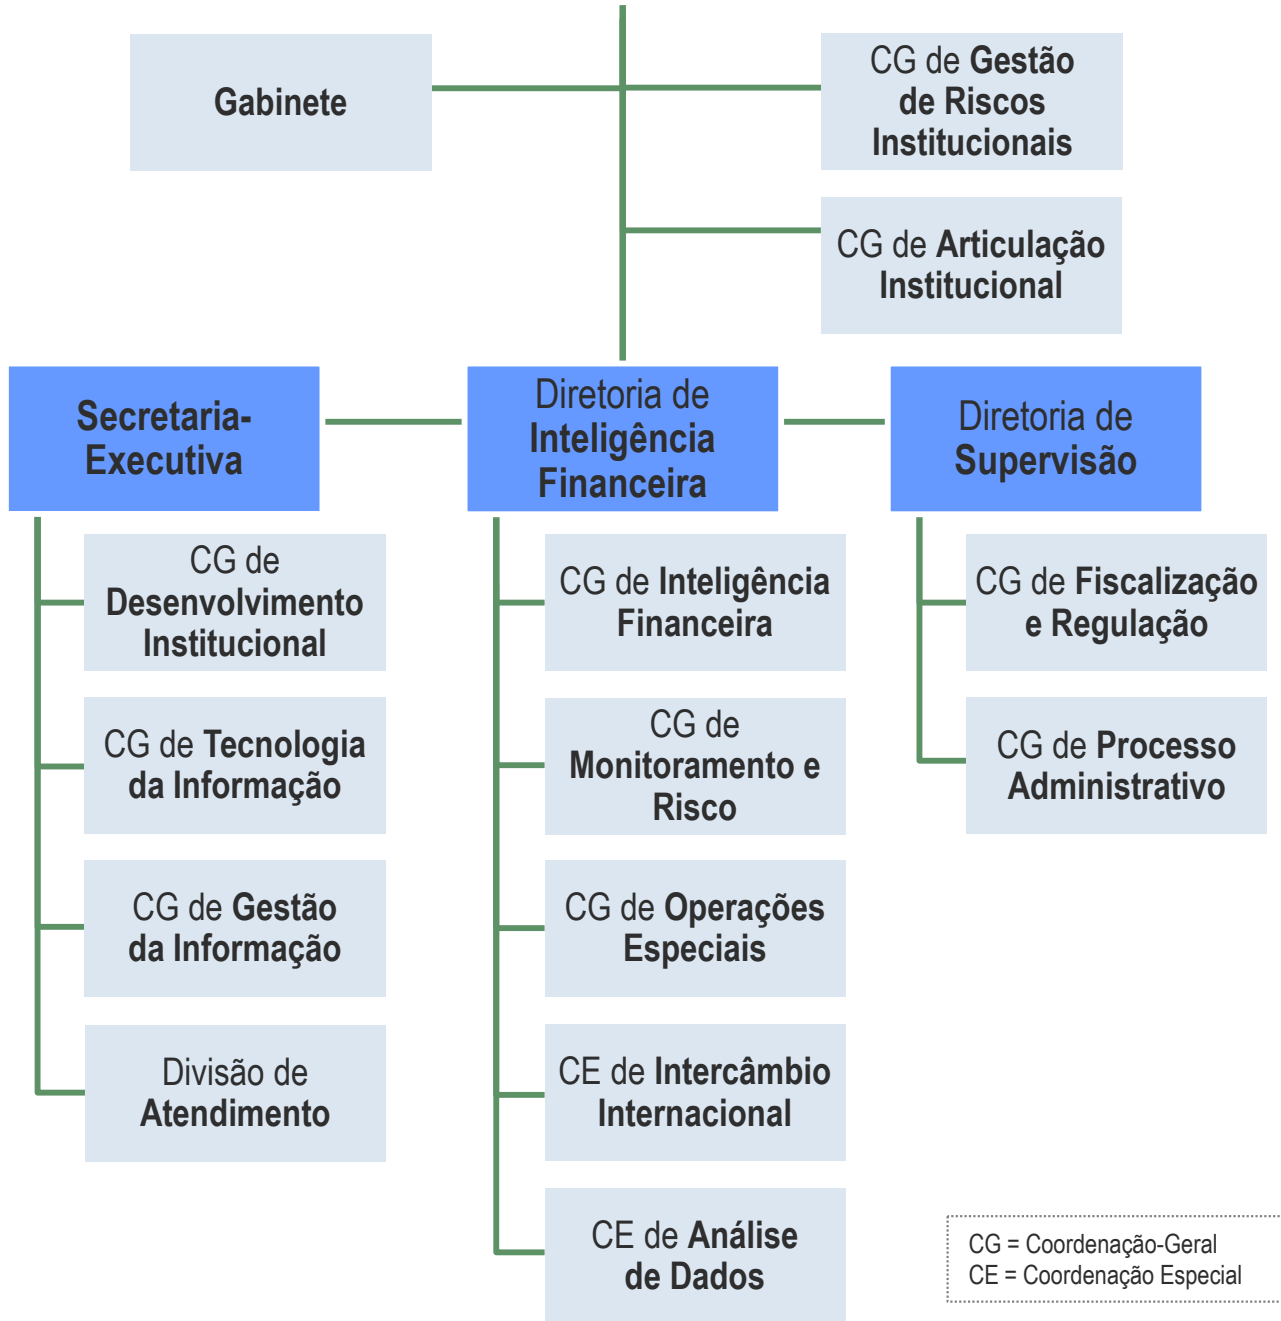 Gabinete
CG de Gestão
de Riscos
Institucionais
CG de Articulação
Institucional
Secretaria-
Executiva
Diretoria de
Inteligência
Financeira
Diretoria de
Supervisão
CG de
Desenvolvimento
Institucional
CG de Tecnologia
da Informação
CG de Gestão
da Informação
Divisão de
Atendimento
CG de Inteligência
Financeira
CG de
Monitoramento e
Risco
CG de Operações
Especiais
CE de Intercâmbio
Internacional
CE de Análise
de Dados
CG de Fiscalização
e Regulação
CG de Processo
Administrativo
CG = Coordenação-Geral
CE = Coordenação Especial